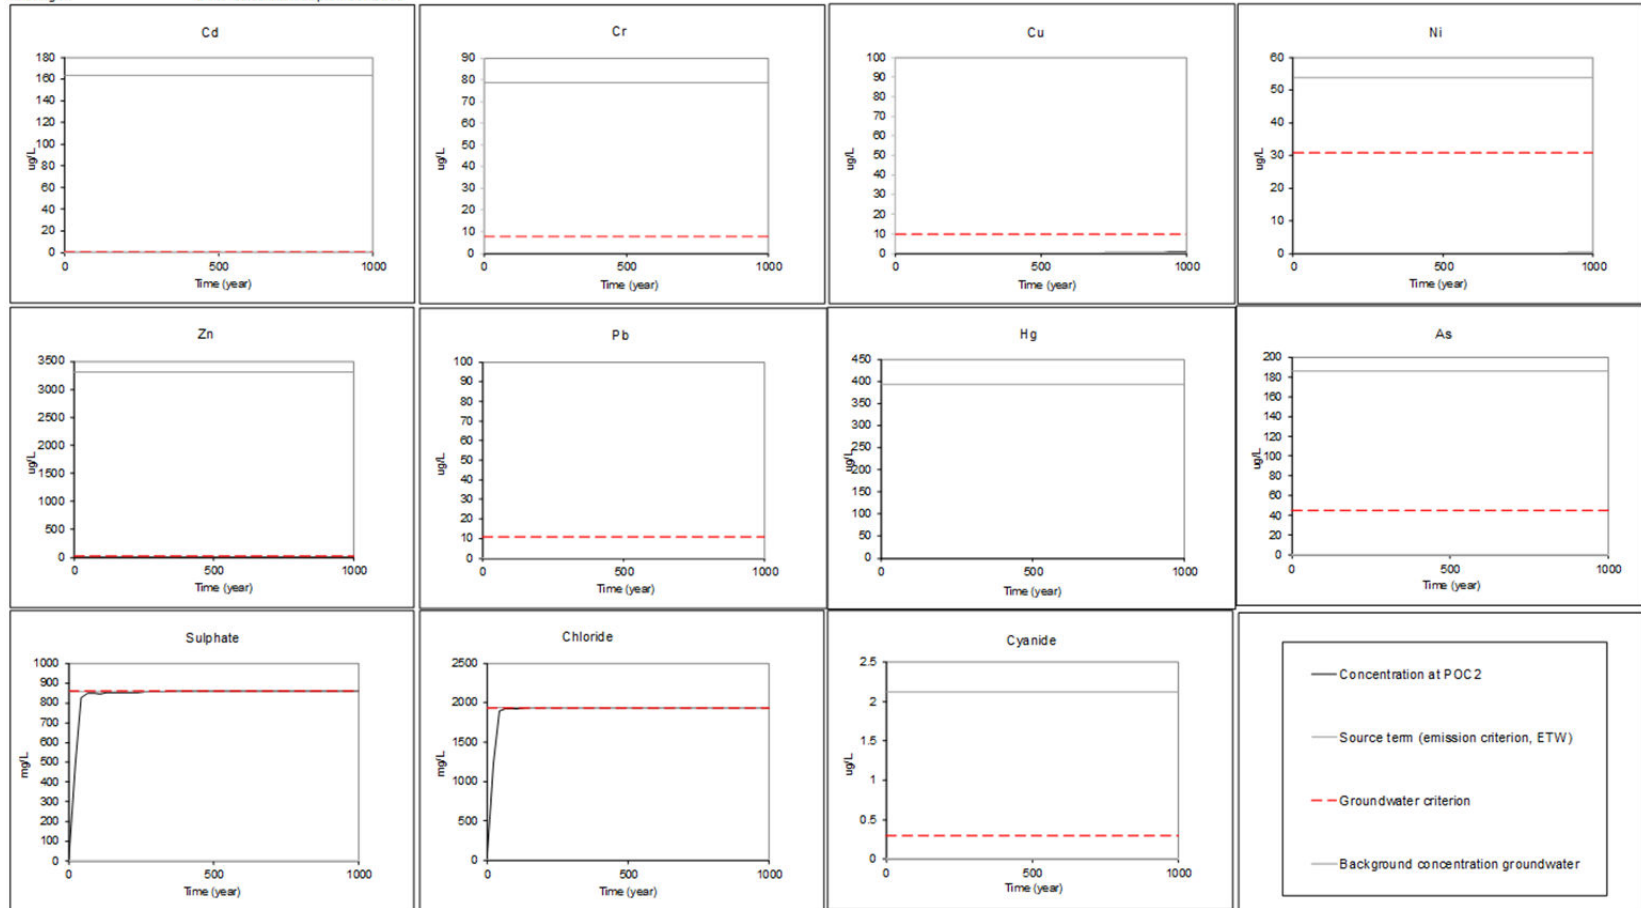 Cd
180
160
140
120
100
80
60
40
20
0
ug/L
0 500 1000
Time (year)
Cr
90
80
70
60
50
40
30
20
10
0
ug/L
0 500 1000
Time (year)
Cu
100
90
80
70
60
50
40
30
20
10
0
ug/L
0 500 1000
Time (year)
Ni
60
50
40
30
20
10
0
ug/L
0 500 1000
Time (year)
Zn
3500
3000
2500
2000
1500
1000
500
0
ug/L
0 500 1000
Time (year)
Pb
100
90
80
70
60
50
40
30
20
10
0
ug/L
0 500 1000
Time (year)
Hg
450
400
350
300
250
200
150
100
50
0
ug/L
0 500 1000
Time (year)
As
200
180
160
140
120
100
80
60
40
20
0
ug/L
0 500 1000
Time (year)
Sulphate
1000
900
800
700
600
500
400
300
200
100
0
mg/L
0 500 1000
Time (year)
Chloride
2500
2000
1500
1000
500
0
mg/L
0 500 1000
Time (year)
Cyanide
2.5
2
1.5
1
0.5
0
ug/L
0 500 1000
Time (year)
Concentration at POC2
Source term (emission criterion, ETW)
Groundwater criterion
Background concentration groundwater